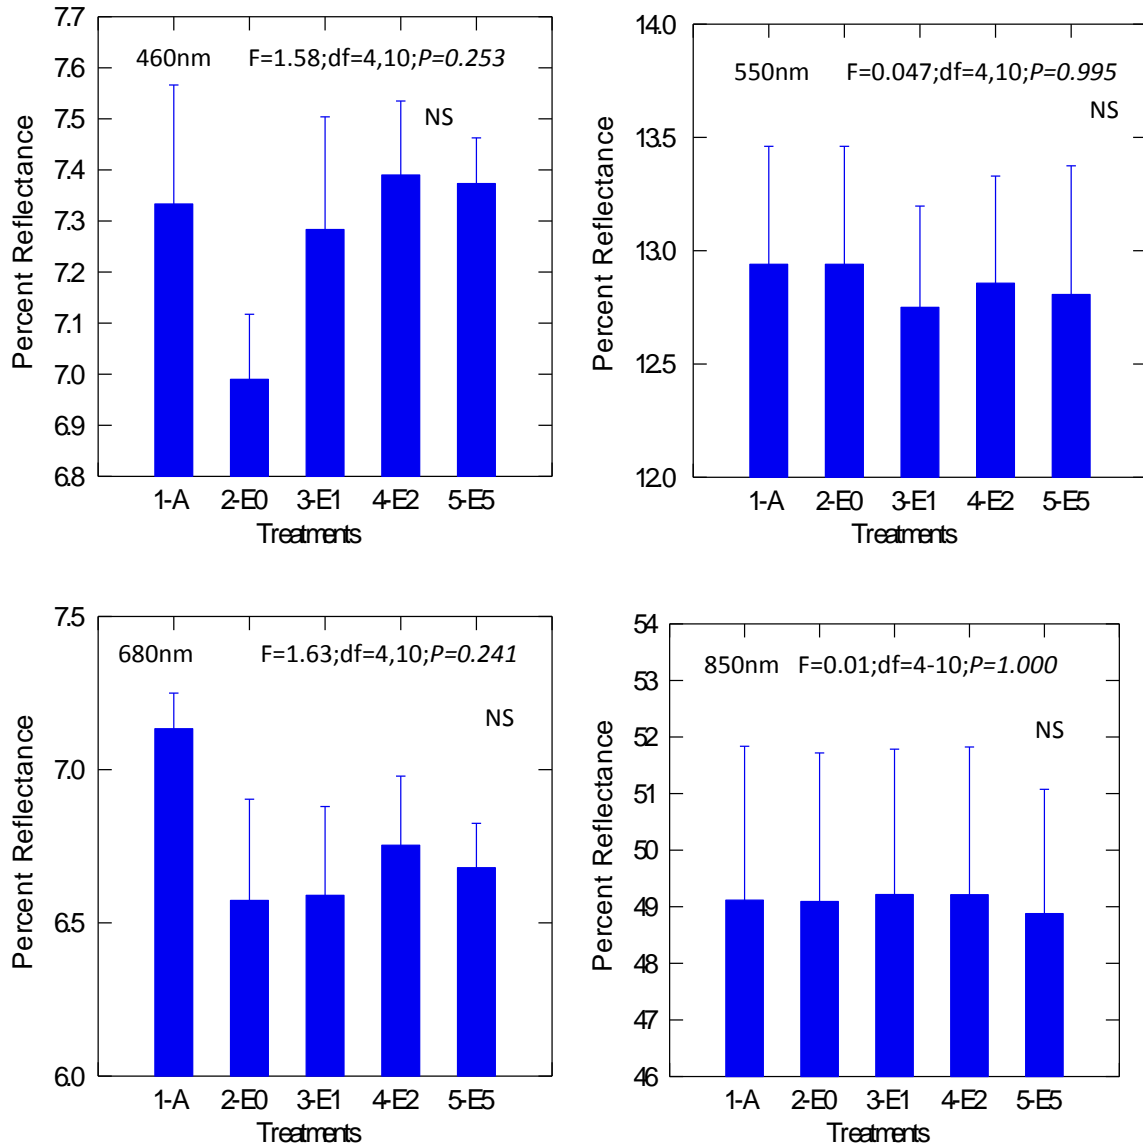 7.7
7.6
7.5
7.4
7.3
7.2
7.1
7.0
6.9
6.8
Percent Reflectance
460nm F=1.58;df=4,10;P=0.253
NS
1-A 2-E0 3-E1 4-E2 5-E5
Treatments
14.0
13.5
13.0
12.5
12.0
Percent Reflectance
550nm F=0.047;df=4,10;P=0.995
NS
1-A 2-E0 3-E1 4-E2 5-E5
Treatments
7.5
7.0
6.5
6.0
Percent Reflectance
680nm F=1.63;df=4,10;P=0.241
NS
1-A 2-E0 3-E1 4-E2 5-E5
Treatments
54
53
52
51
50
49
48
47
46
Percent Reflectance
850nm F=0.01;df=4-10;P=1.000
NS
1-A 2-E0 3-E1 4-E2 5-E5
Treatments